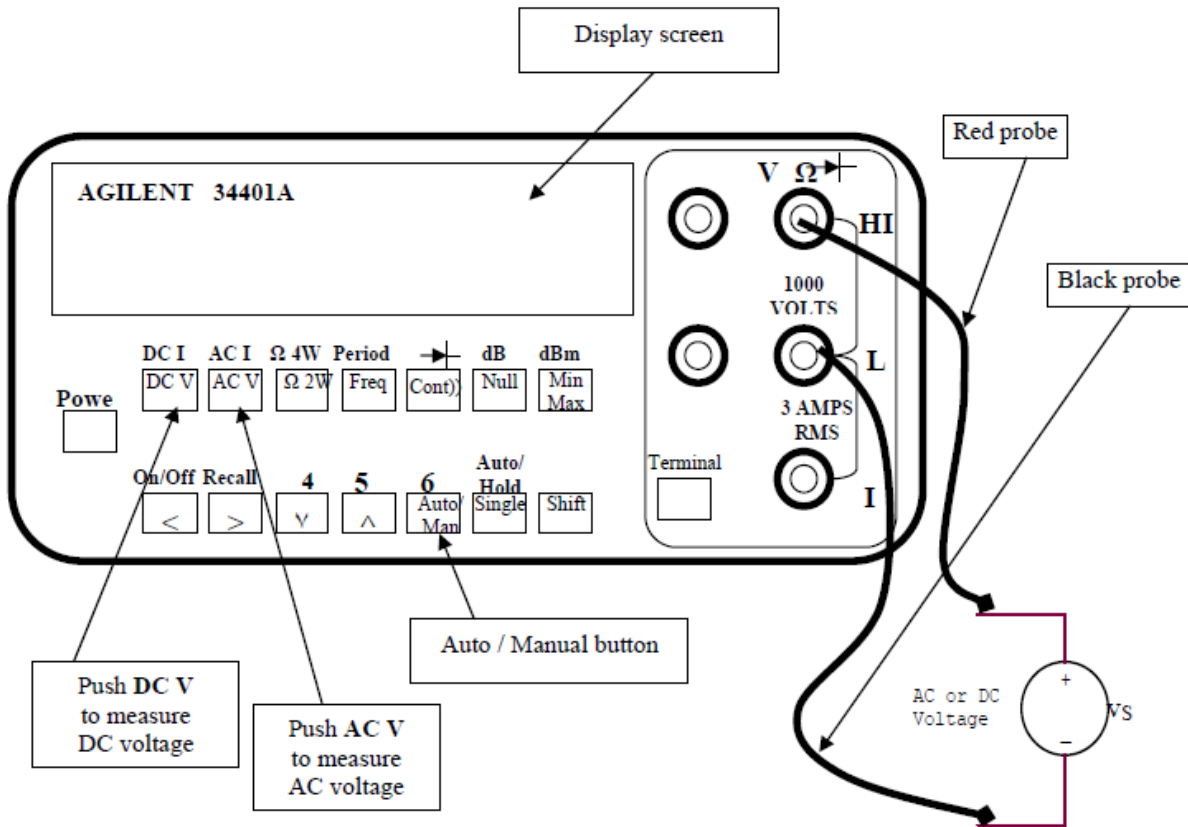 Display screen
Red probe
AGILENT 34401A
V Ω
HI
1000
VOLTS
Black probe
L
DC I AC I Ω 4W Period dB dBm
DC V AC V Ω 2W Freq Cont)) Null Min
Max
Powe
3 AMPS
RMS
Terminal
I
On/Off Recall 4 5 6 Auto/
Hold
< > ∨ ∧ Auto/
Man
Single Shift
Auto / Manual button
Push DC V
to measure
DC voltage
Push AC V
to measure
AC voltage
AC or DC
Voltage
+
−
VS